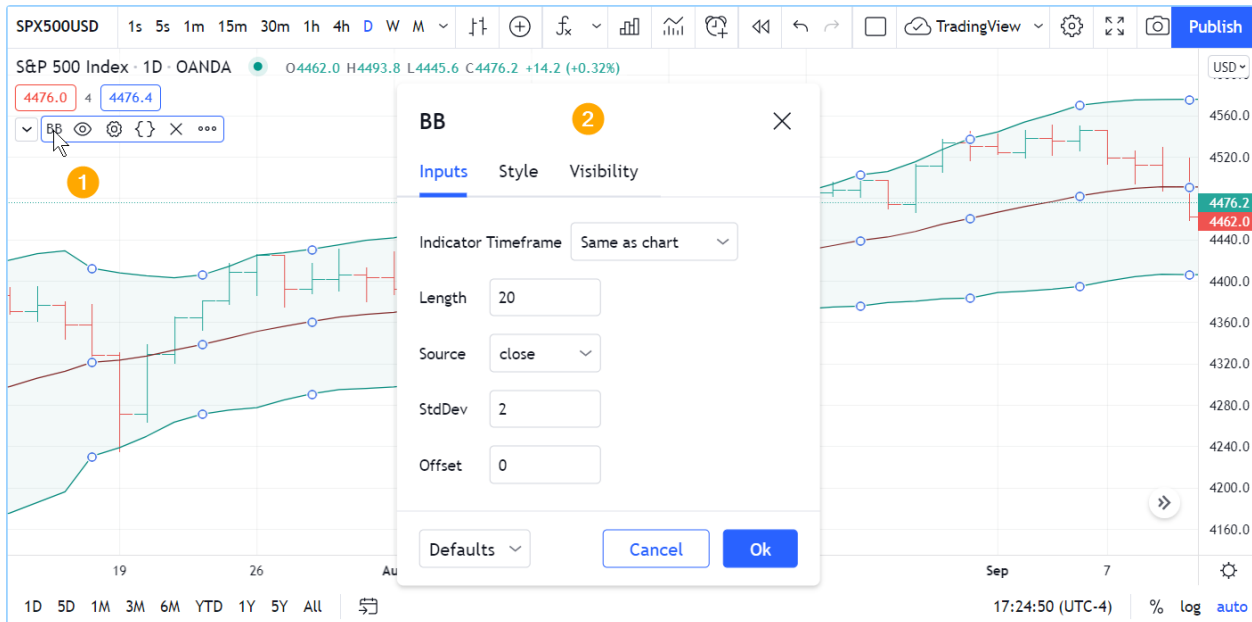 SPX500USD 1s 5s 1m 15m 30m 1h 4h D W M TradingView Publish
S&P 500 Index · 1D · OANDA O4462.0 H4493.8 L4445.6 C4476.2 +14.2 (+0.32%) USD
4476.0 4 4476.4
BB {}
1
BB 2
Inputs Style Visibility
Indicator Timeframe Same as chart
Length 20
Source close
StdDev 2
Offset 0
Defaults Cancel Ok
4560.0
4520.0
4476.2
4462.0
4440.0
4400.0
4360.0
4320.0
4280.0
4240.0
4200.0
4160.0
19 26 Au Sep 7
1D 5D 1M 3M 6M YTD 1Y 5Y All 17:24:50 (UTC-4) % log auto